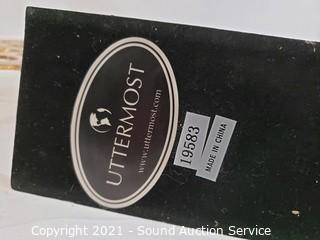 UTTERMOST
www.uttermost.com
19583
MADE IN CHINA
Copyright 2021 - Sound Auction Service